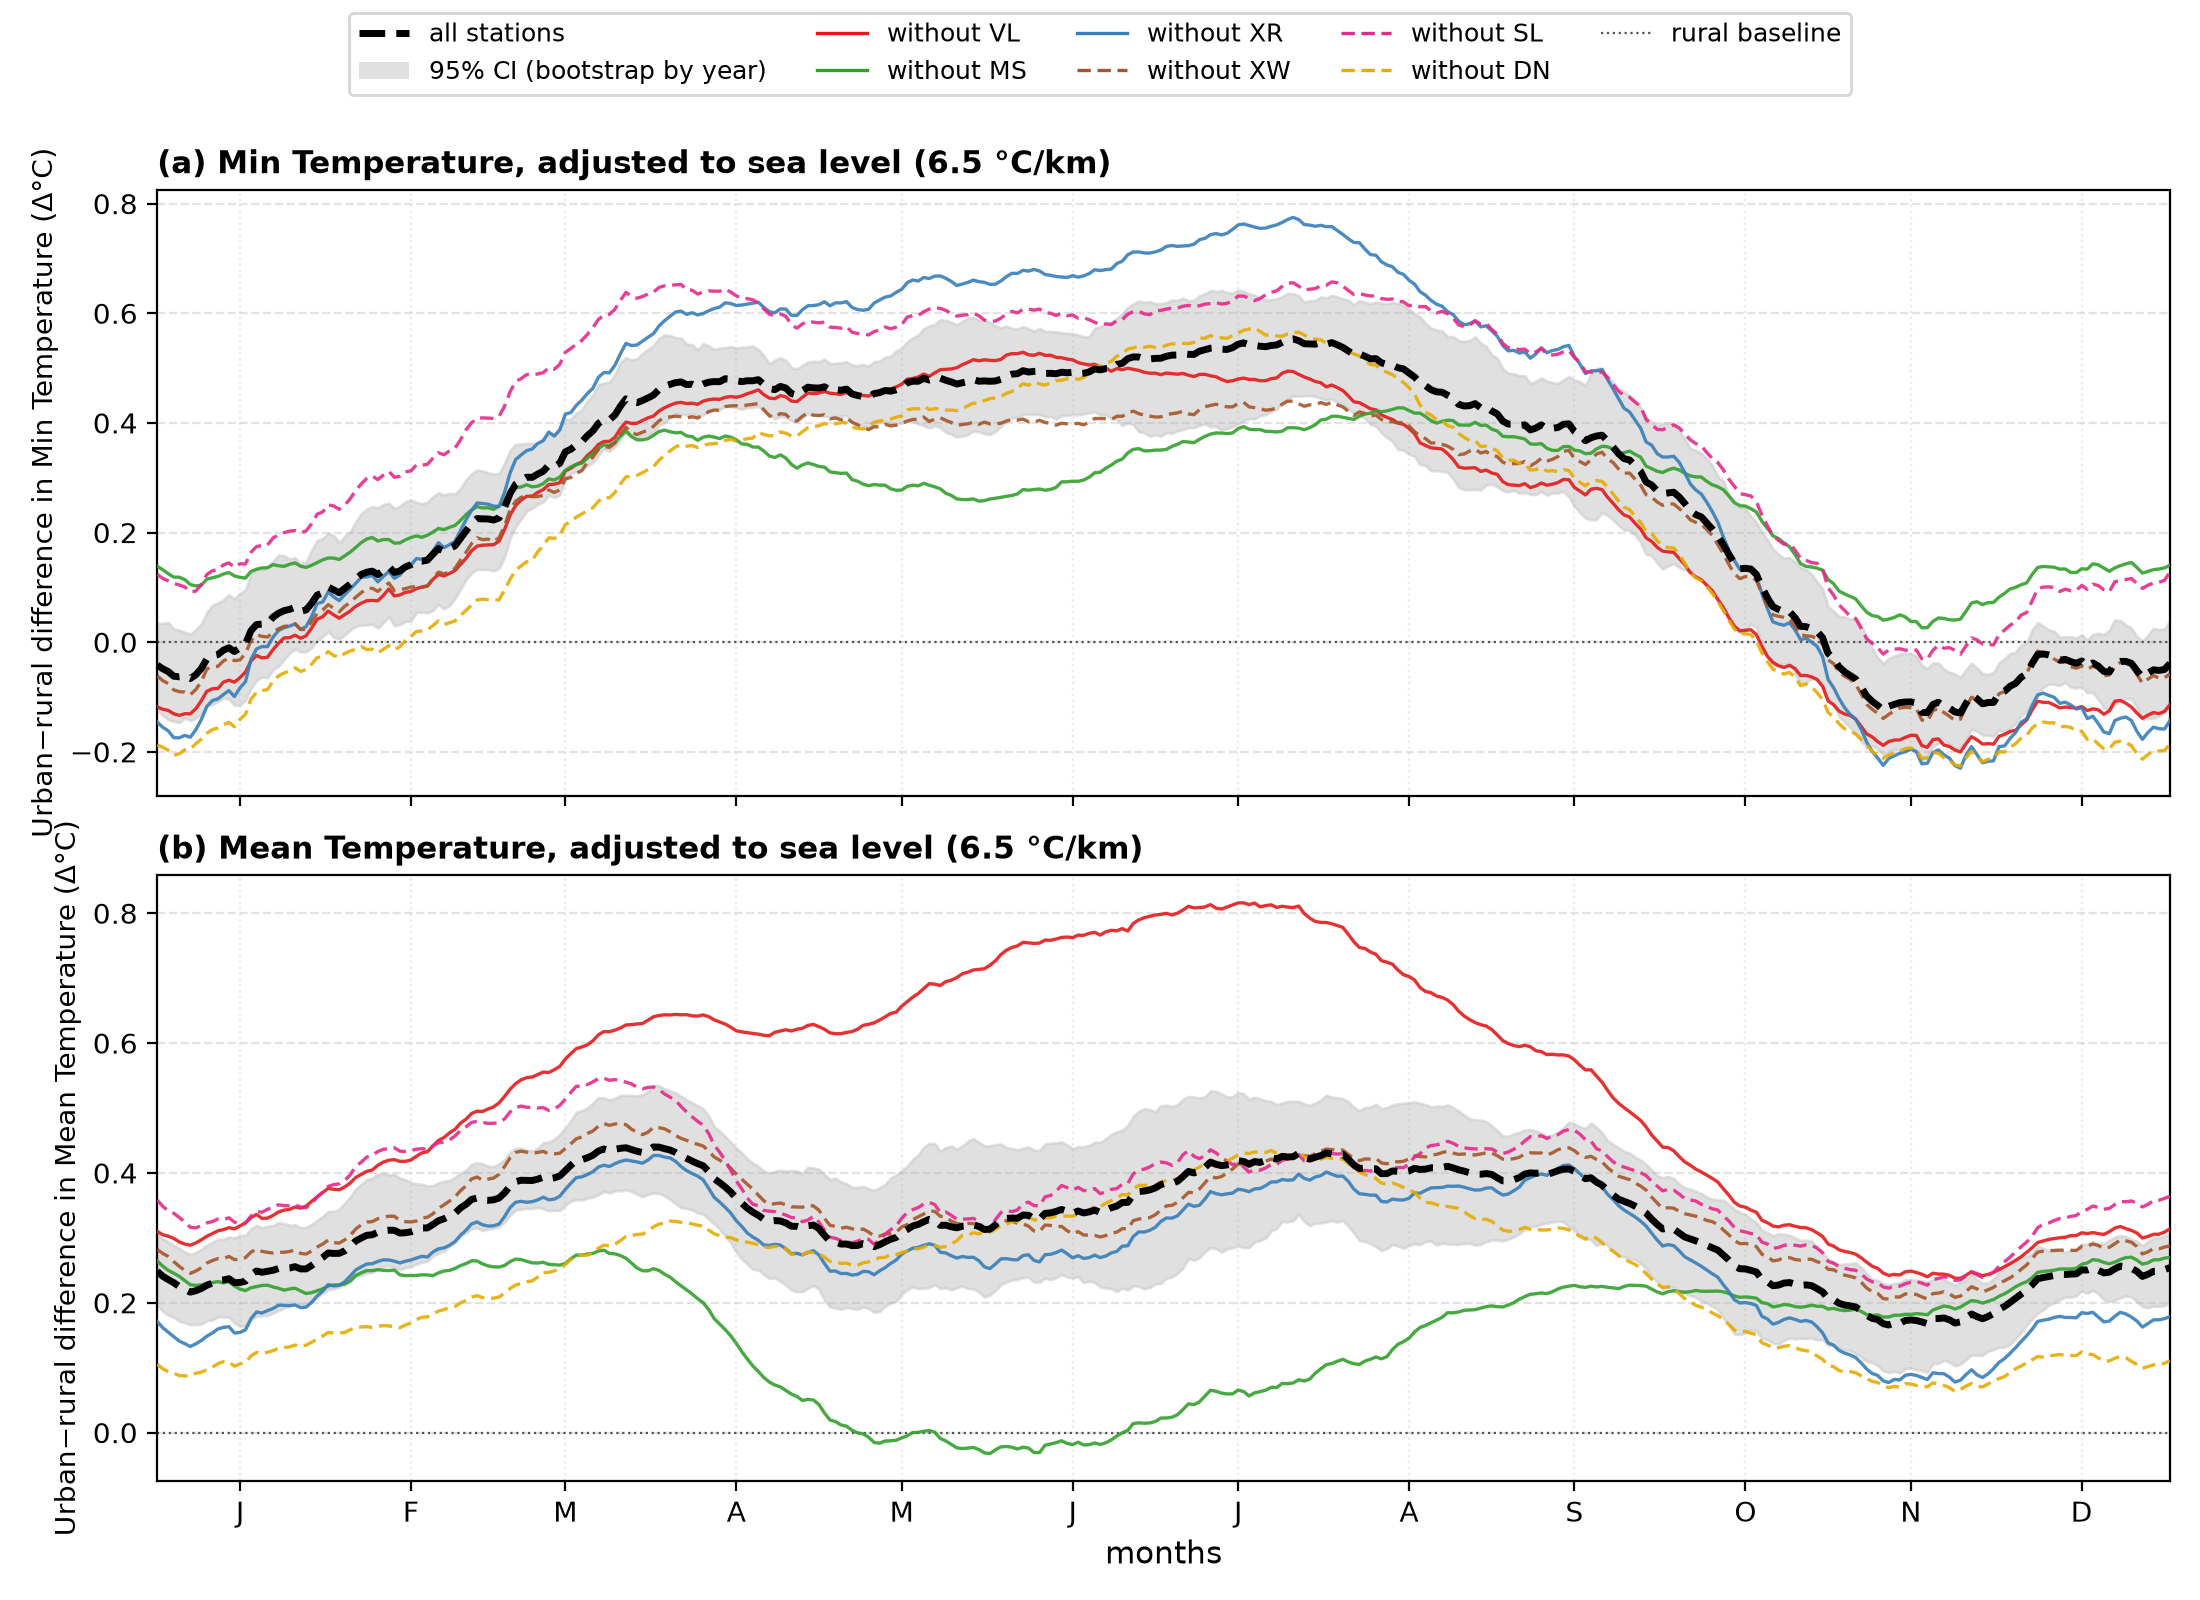 all stations
95% CI (bootstrap by year)
without VL
without MS
without XR
without XW
without SL
without DN
rural baseline
(a) Min Temperature, adjusted to sea level (6.5 °C/km)
Urban−rural difference in Min Temperature (Δ°C)
0.8
0.6
0.4
0.2
0.0
−0.2
(b) Mean Temperature, adjusted to sea level (6.5 °C/km)
Urban−rural difference in Mean Temperature (Δ°C)
0.8
0.6
0.4
0.2
0.0
J F M A M J J A S O N D
months